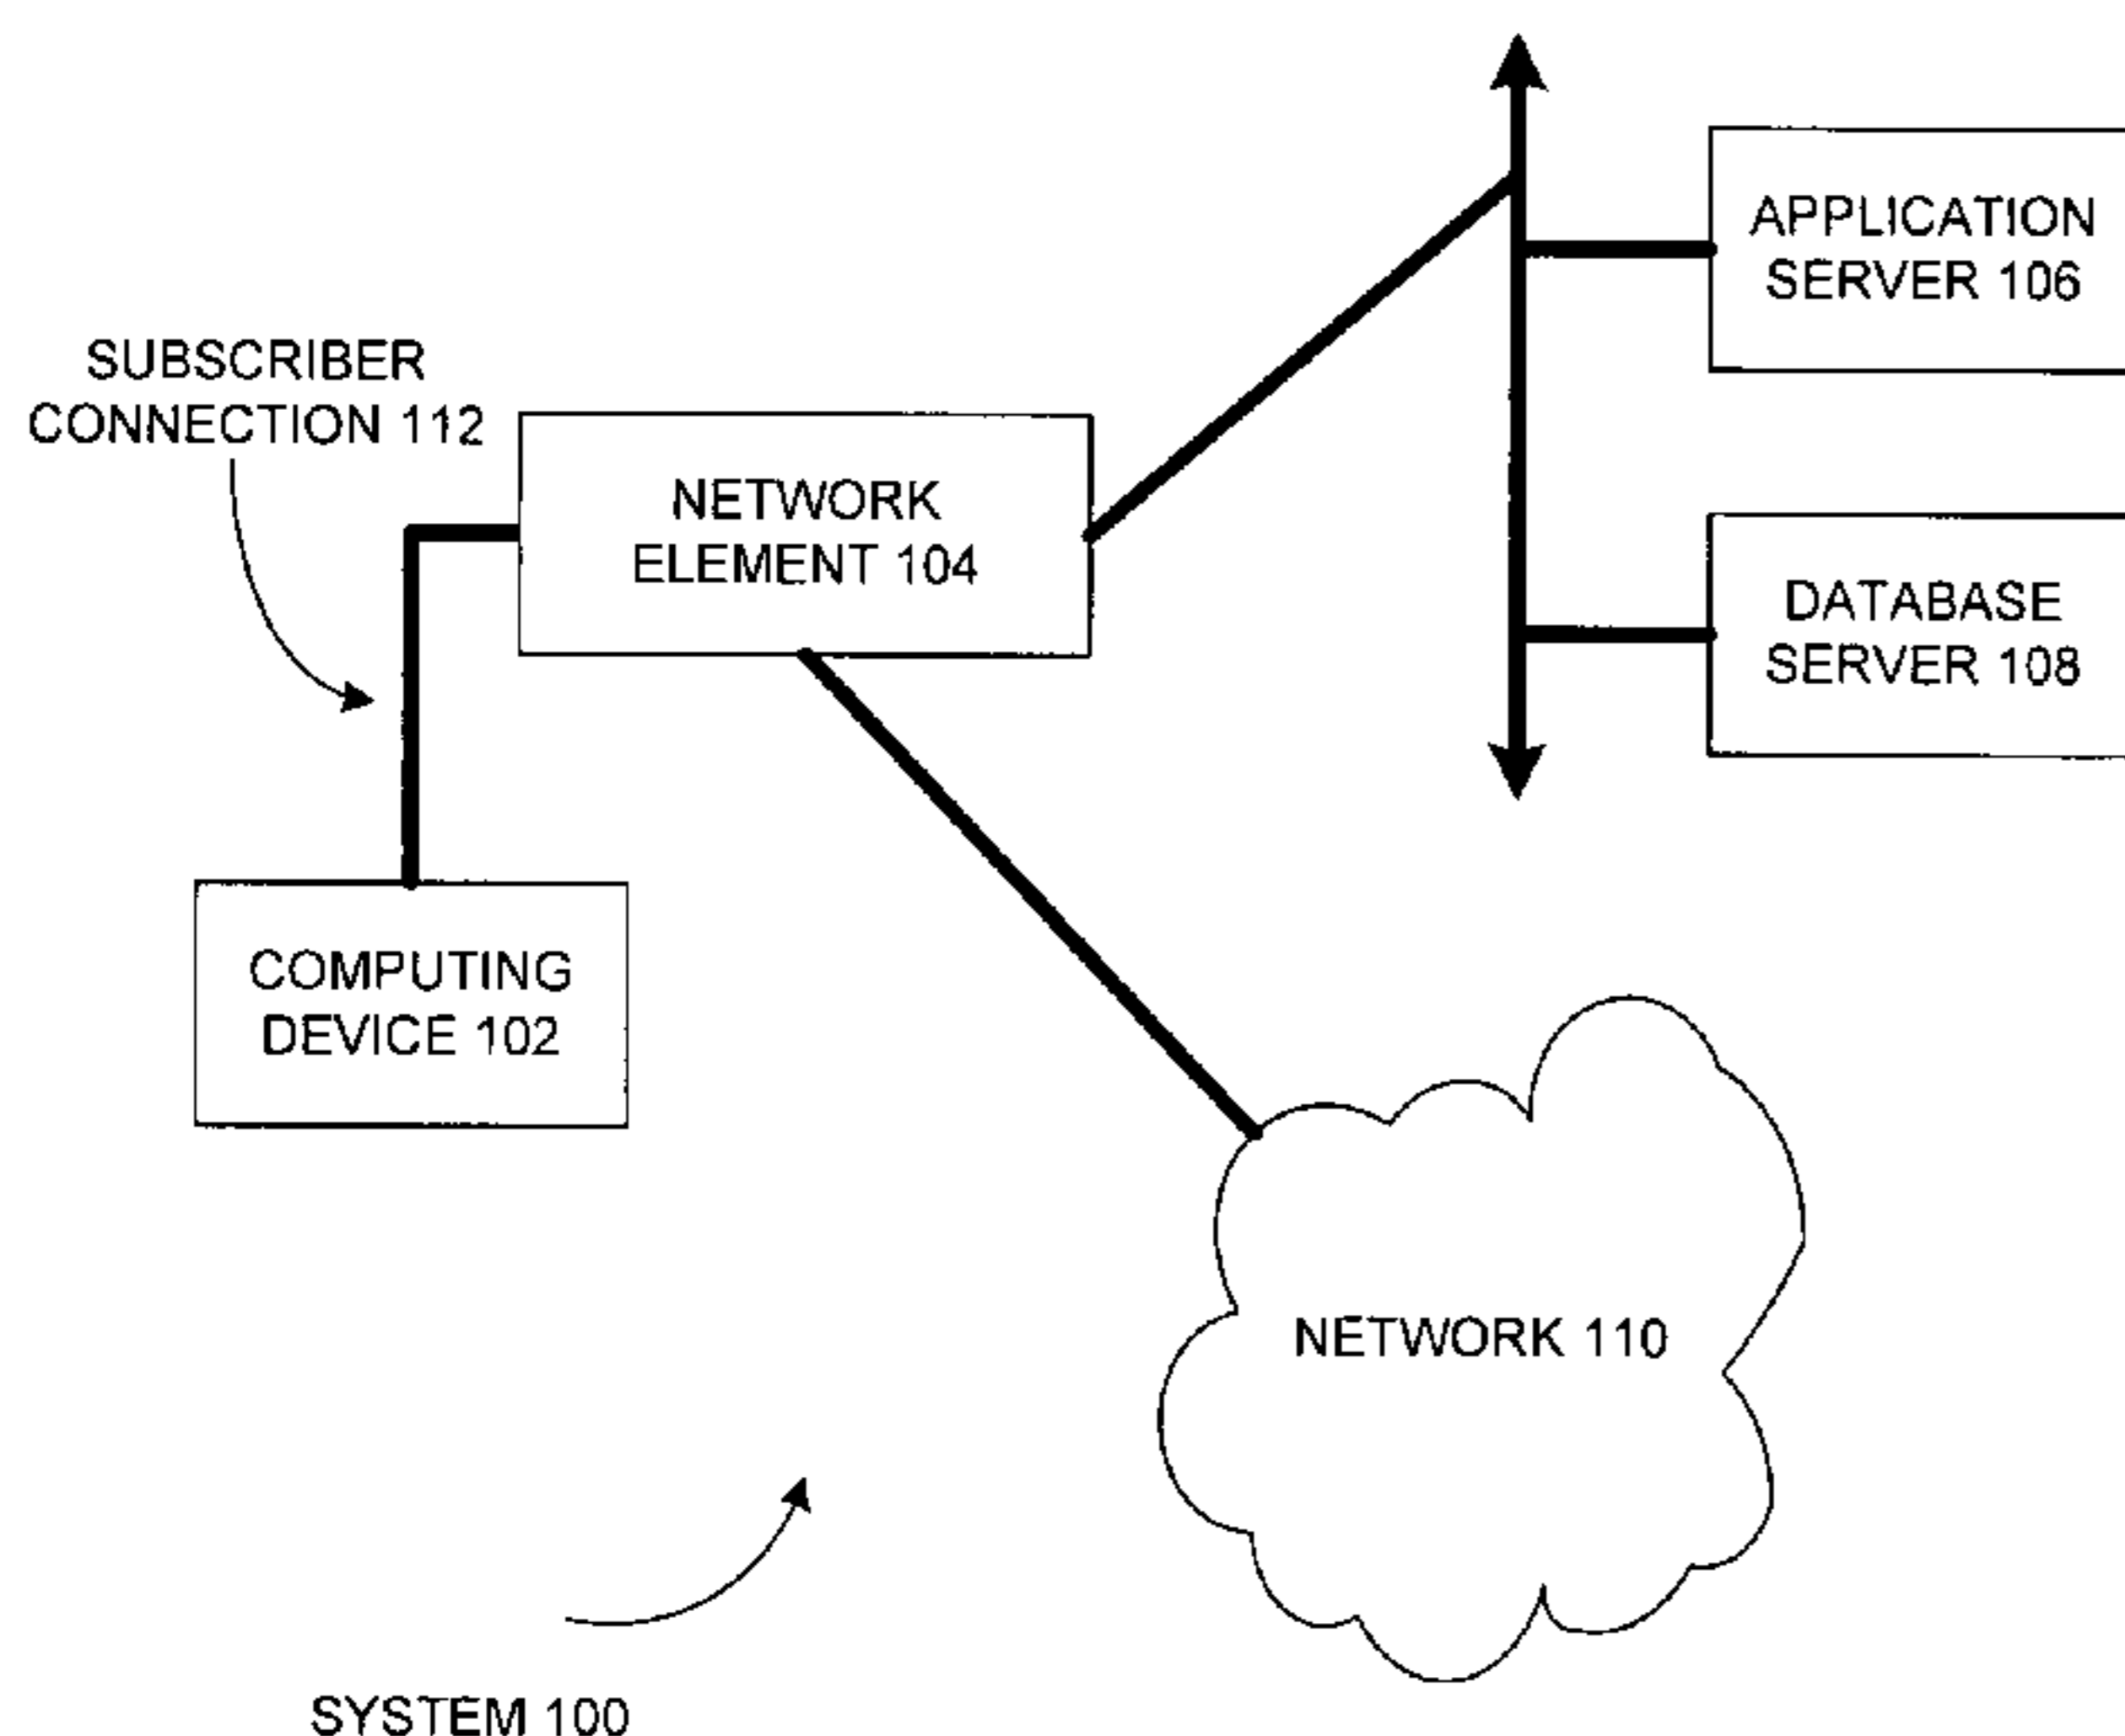 APPLICATION
SERVER 106
SUBSCRIBER
CONNECTION 112
NETWORK
ELEMENT 104
DATABASE
SERVER 108
COMPUTING
DEVICE 102
NETWORK 110
SYSTEM 100